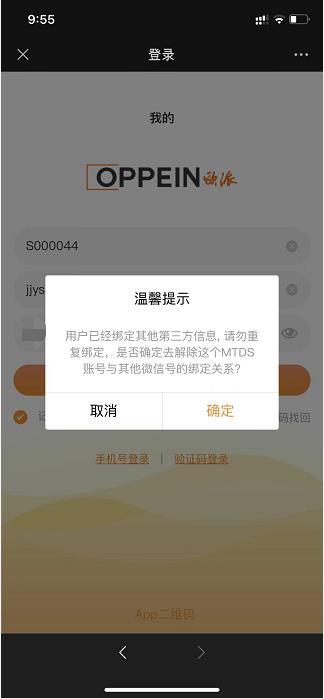 9:55
登录
我的
OPPEIN 欧派
S000044
jjys
温馨提示
用户已经绑定其他第三方信息, 请勿重
复绑定，是否确定去解除这个MTDS
账号与其他微信号的绑定关系?
取消
确定
记
码找回
手机号登录 | 验证码登录
App二维码